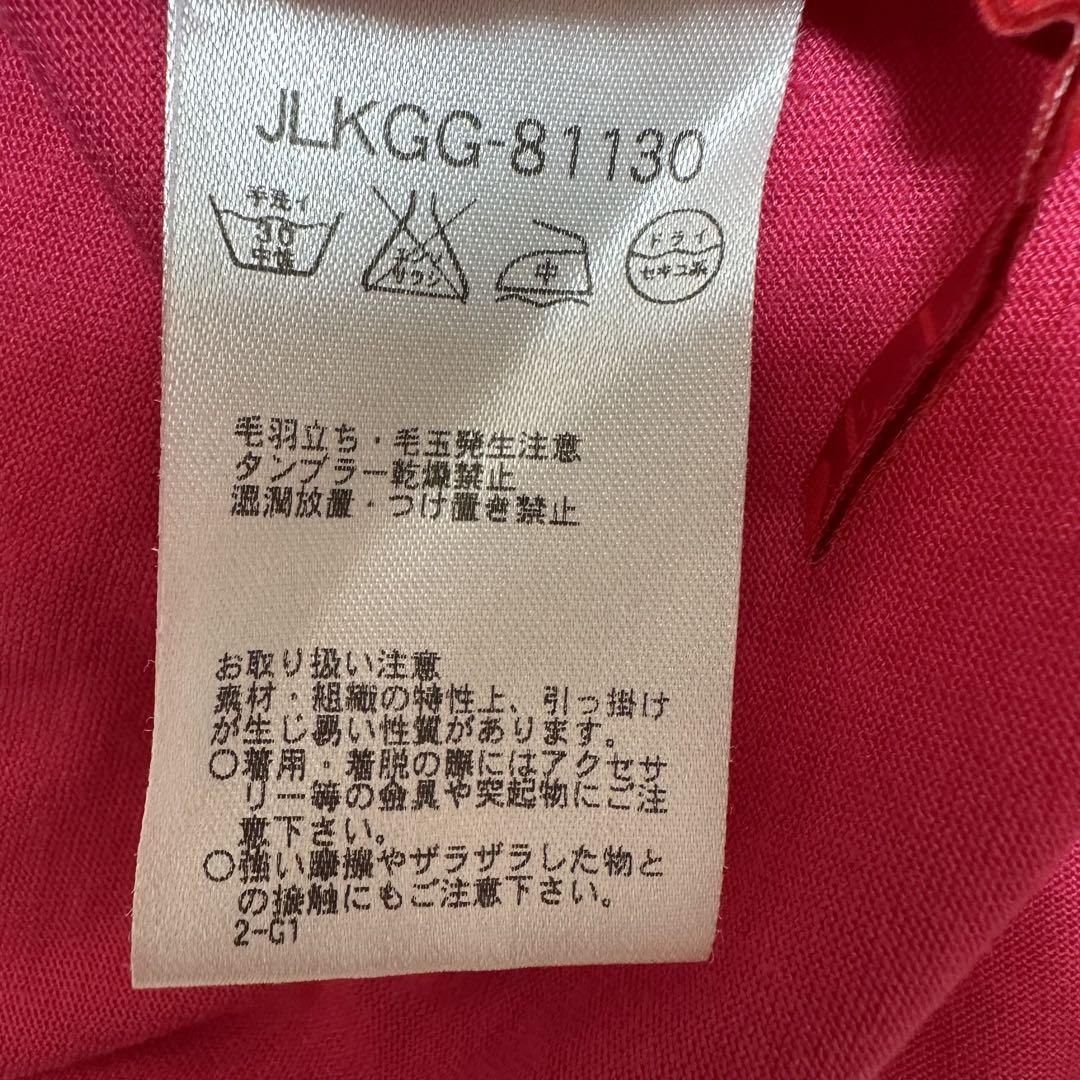 JLKGG-81130
手洗イ 30 中性
エンソ サラシ
中
ドライ セキユ系
毛羽立ち・毛玉発生注意
タンブラー乾燥禁止
湿潤放置・つけ置き禁止
お取り扱い注意
素材・組織の特性上、引っ掛け
が生じ易い性質があります。
○着用・着脱の際にはアクセサ
リー等の金具や突起物にご注
意下さい。
○強い摩擦やザラザラした物と
の接触にもご注意下さい。
2-G1